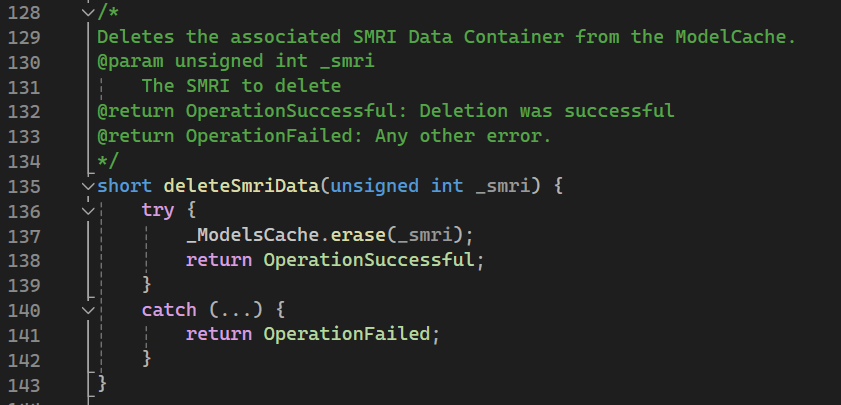 128 /*
129 Deletes the associated SMRI Data Container from the ModelCache.
130 @param unsigned int _smri
131     The SMRI to delete
132 @return OperationSuccessful: Deletion was successful
133 @return OperationFailed: Any other error.
134 */
135 short deleteSmriData(unsigned int _smri) {
136     try {
137         _ModelsCache.erase(_smri);
138         return OperationSuccessful;
139     }
140     catch (...) {
141         return OperationFailed;
142     }
143 }